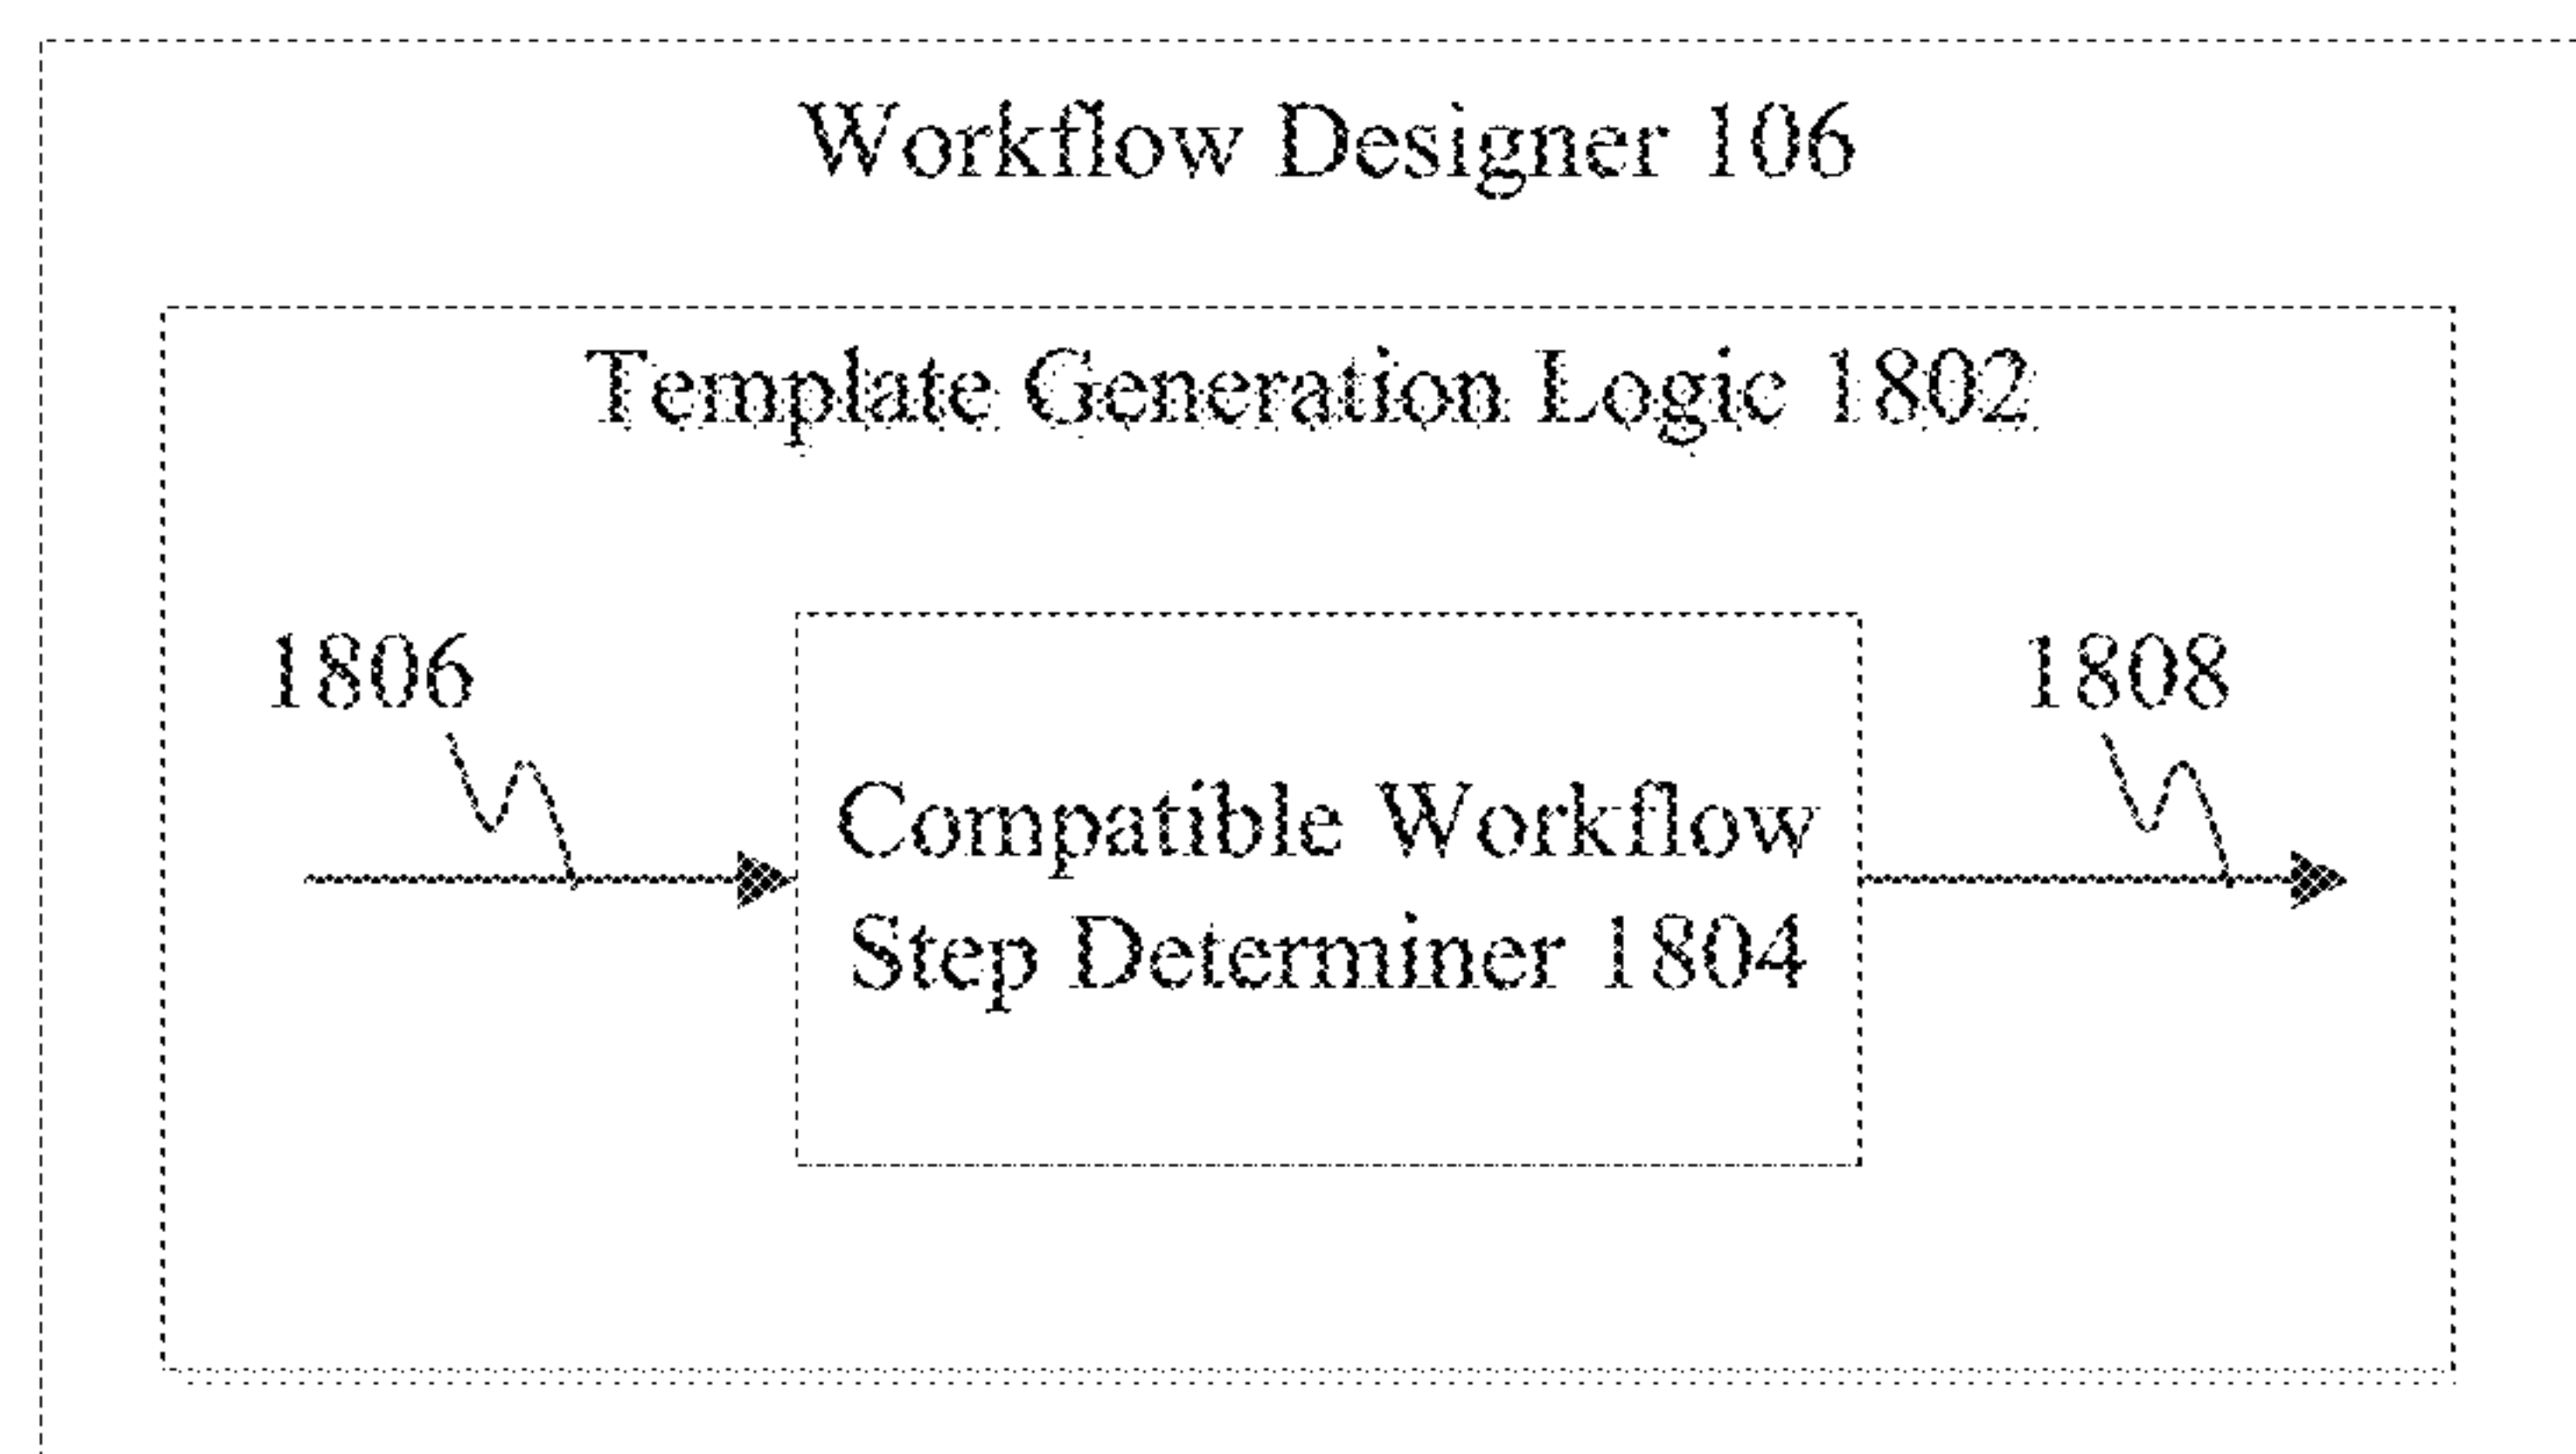 Workflow Designer 106
Template Generation Logic 1802
1806
1808
Compatible Workflow
Step Determiner 1804